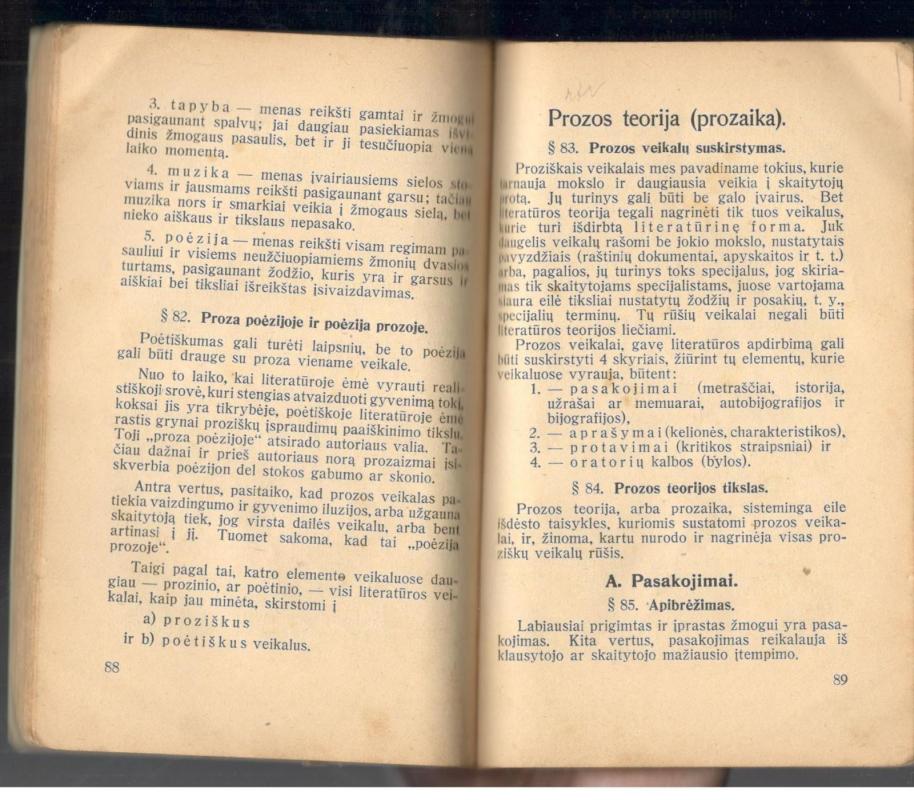 3. tapyba — menas reikšti gamtai ir žmogui
pasigaunant spalvų; jai daugiau pasiekiamas išvi-
dinis žmogaus pasaulis, bet ir ji tesučiuopia vieną
laiko momentą.
4. muzika — menas įvairiausiems sielos sto-
viams ir jausmams reikšti pasigaunant garsu; tačiau
muzika nors ir smarkiai veikia į žmogaus sielą, bet
nieko aiškaus ir tikslaus nepasako.
5. poėzija — menas reikšti visam regimam pa-
sauliui ir visiems neužčiuopiamiems žmonių dvasios
turtams, pasigaunant žodžio, kuris yra ir garsus ir
aiškiai bei tiksliai išreikštas įsivaizdavimas.
§ 82. Proza poėzijoje ir poėzija prozoje.
Poėtiškumas gali turėti laipsnių, be to poėzija
gali būti drauge su proza viename veikale.
Nuo to laiko, kai literatūroje ėmė vyrauti reali-
stiškoji srovė, kuri stengias atvaizduoti gyvenimą tokį,
koksai jis yra tikrybėje, poėtiškoje literatūroje ėmė
rastis grynai proziškų įspraudimų paaiškinimo tikslu.
Toji „proza poėzijoje“ atsirado autoriaus valia. Ta-
čiau dažnai ir prieš autoriaus norą prozaizmai įsi-
skverbia poėzijon del stokos gabumo ar skonio.
Antra vertus, pasitaiko, kad prozos veikalas pa-
tiekia vaizdingumo ir gyvenimo iluzijos, arba užgauna
skaitytoją tiek, jog virsta dailės veikalu, arba bent
artinasi į jį. Tuomet sakoma, kad tai „poėzija
prozoje“.
Taigi pagal tai, katro elemento veikaluose dau-
giau — prozinio, ar poėtinio, — visi literatūros vei-
kalai, kaip jau minėta, skirstomi į
a) proziškus
ir b) poėtiškus veikalus.
88
Prozos teorija (prozaika).
§ 83. Prozos veikalų suskirstymas.
Proziškais veikalais mes pavadiname tokius, kurie
tarnauja mokslo ir daugiausia veikia į skaitytojų
protą. Jų turinys gali būti be galo įvairus. Bet
literatūros teorija tegali nagrinėti tik tuos veikalus,
kurie turi išdirbtą literatūrinę forma. Juk
daugelis veikalų rašomi be jokio mokslo, nustatytais
pavyzdžiais (raštinių dokumentai, apyskaitos ir t. t.)
arba, pagalios, jų turinys toks specijalus, jog skiria-
mas tik skaitytojams specijalistams, juose vartojama
siaura eilė tiksliai nustatytų žodžių ir posakių, t. y.,
specijalių terminų. Tų rūšių veikalai negali būti
literatūros teorijos liečiami.
Prozos veikalai, gavę literatūros apdirbimą gali
būti suskirstyti 4 skyriais, žiūrint tų elementų, kurie
veikaluose vyrauja, būtent:
1. — pasakojimai (metraščiai, istorija,
užrašai ar memuarai, autobijografijos ir
bijografijos),
2. — aprašymai (kelionės, charakteristikos),
3. — protavimai (kritikos straipsniai) ir
4. — oratorių kalbos (bylos).
§ 84. Prozos teorijos tikslas.
Prozos teorija, arba prozaika, sisteminga eile
išdėsto taisykles, kuriomis sustatomi prozos veika-
lai, ir, žinoma, kartu nurodo ir nagrinėja visas pro-
ziškų veikalų rūšis.
A. Pasakojimai.
§ 85. Apibrėžimas.
Labiausiai prigimtas ir įprastas žmogui yra pasa-
kojimas. Kita vertus, pasakojimas reikalauja iš
klausytojo ar skaitytojo mažiausio įtempimo.
89